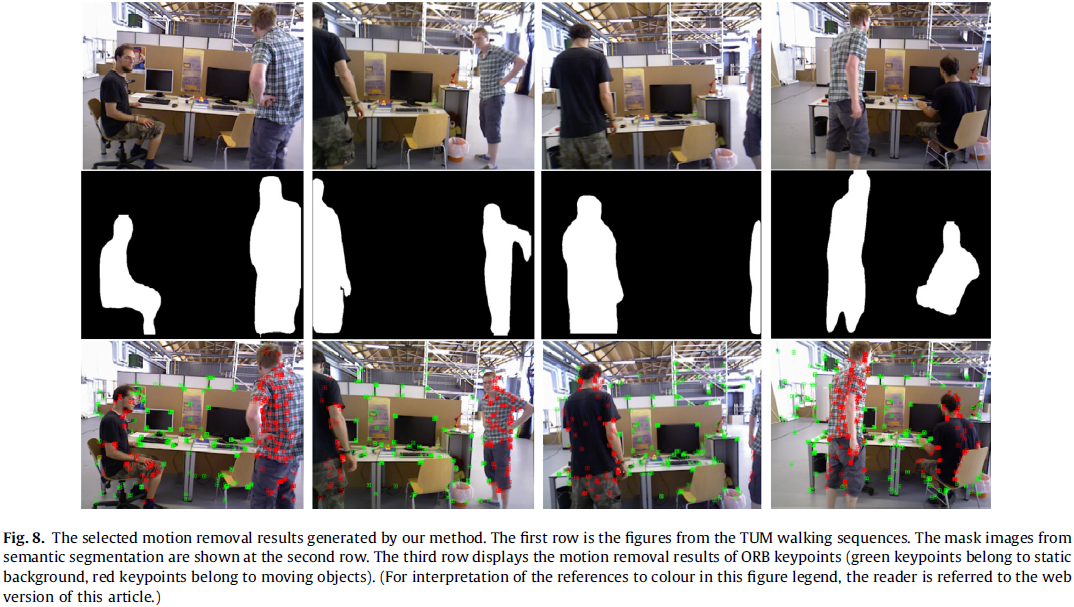 Fig. 8. The selected motion removal results generated by our method. The first row is the figures from the TUM walking sequences. The mask images from
semantic segmentation are shown at the second row. The third row displays the motion removal results of ORB keypoints (green keypoints belong to static
background, red keypoints belong to moving objects). (For interpretation of the references to colour in this figure legend, the reader is referred to the web
version of this article.)